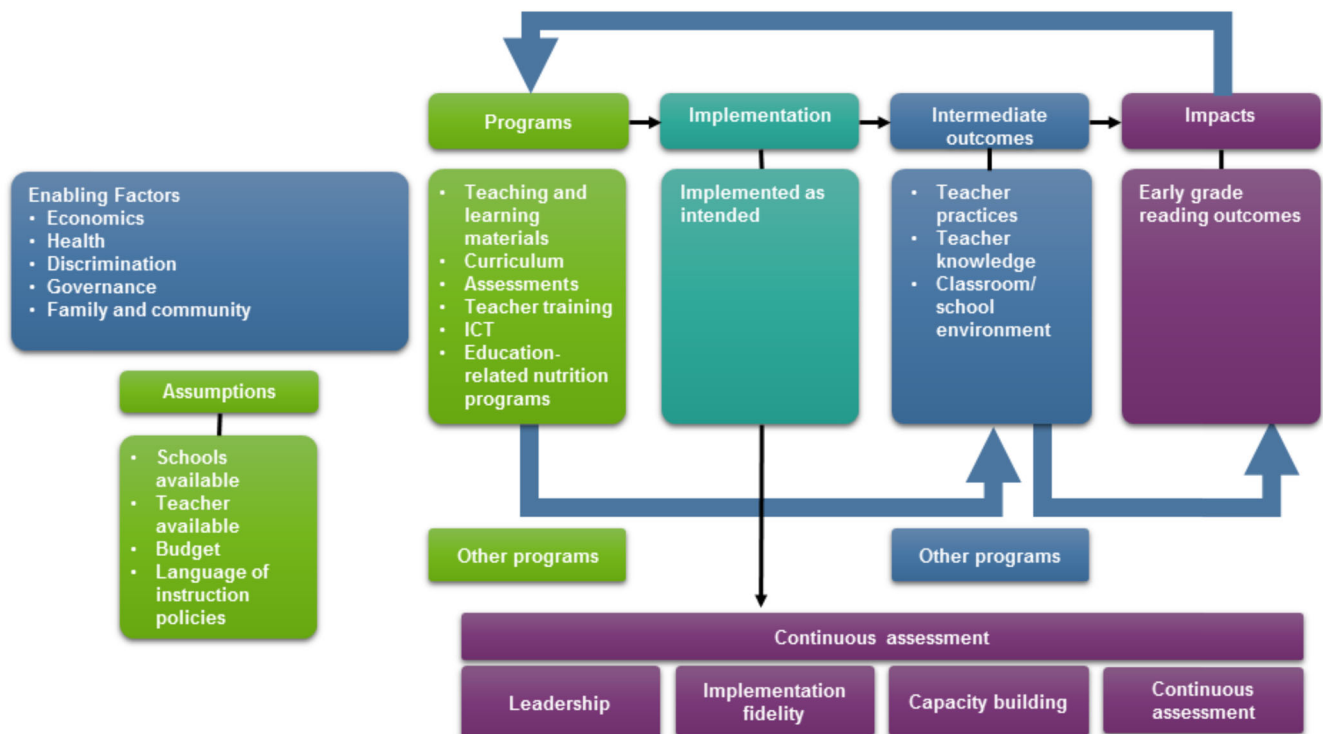 Programs
Implementation
Intermediate
outcomes
Impacts
Enabling Factors
• Economics
• Health
• Discrimination
• Governance
• Family and community
Assumptions
• Schools
available
• Teacher
available
• Budget
• Language of
instruction
policies
• Teaching and
learning
materials
• Curriculum
• Assessments
• Teacher training
• ICT
• Education-
related nutrition
programs
Implemented as
intended
• Teacher
practices
• Teacher
knowledge
• Classroom/
school
environment
Early grade
reading outcomes
Other programs
Other programs
Continuous assessment
Leadership
Implementation
fidelity
Capacity building
Continuous
assessment